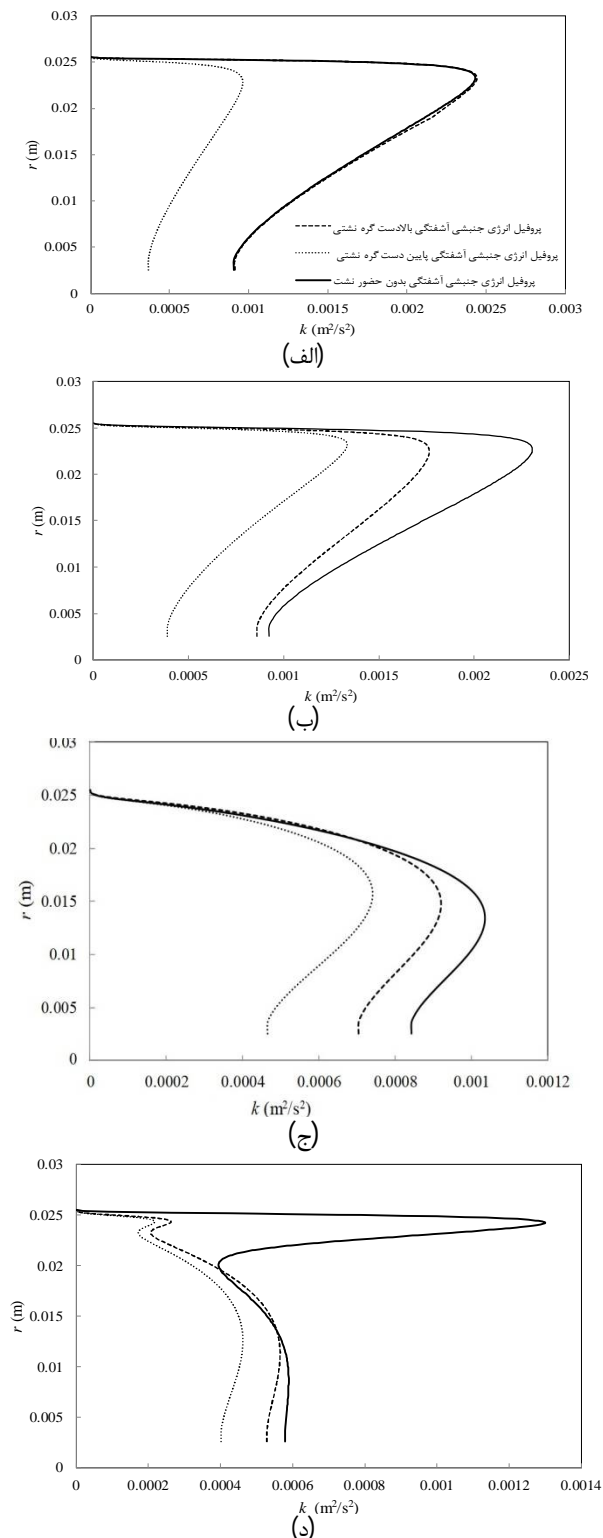 0.03
0.025
0.02
0.015
0.01
0.005
0
r (m)
پروفیل انرژی جنبشی آشفتگی بالادست گره نشتی
پروفیل انرژی جنبشی آشفتگی پایین دست گره نشتی
پروفیل انرژی جنبشی آشفتگی بدون حضور نشت
0 0.0005 0.001 0.0015 0.002 0.0025 0.003
k (m²/s²)
(الف)
0.03
0.025
0.02
0.015
0.01
0.005
0
r (m)
0 0.0005 0.001 0.0015 0.002 0.0025
k (m²/s²)
(ب)
0.03
0.025
0.02
0.015
0.01
0.005
0
r (m)
0 0.0002 0.0004 0.0006 0.0008 0.001 0.0012
k (m²/s²)
(ج)
0.03
0.025
0.02
0.015
0.01
0.005
0
r (m)
0 0.0002 0.0004 0.0006 0.0008 0.001 0.0012 0.0014
k (m²/s²)
(د)